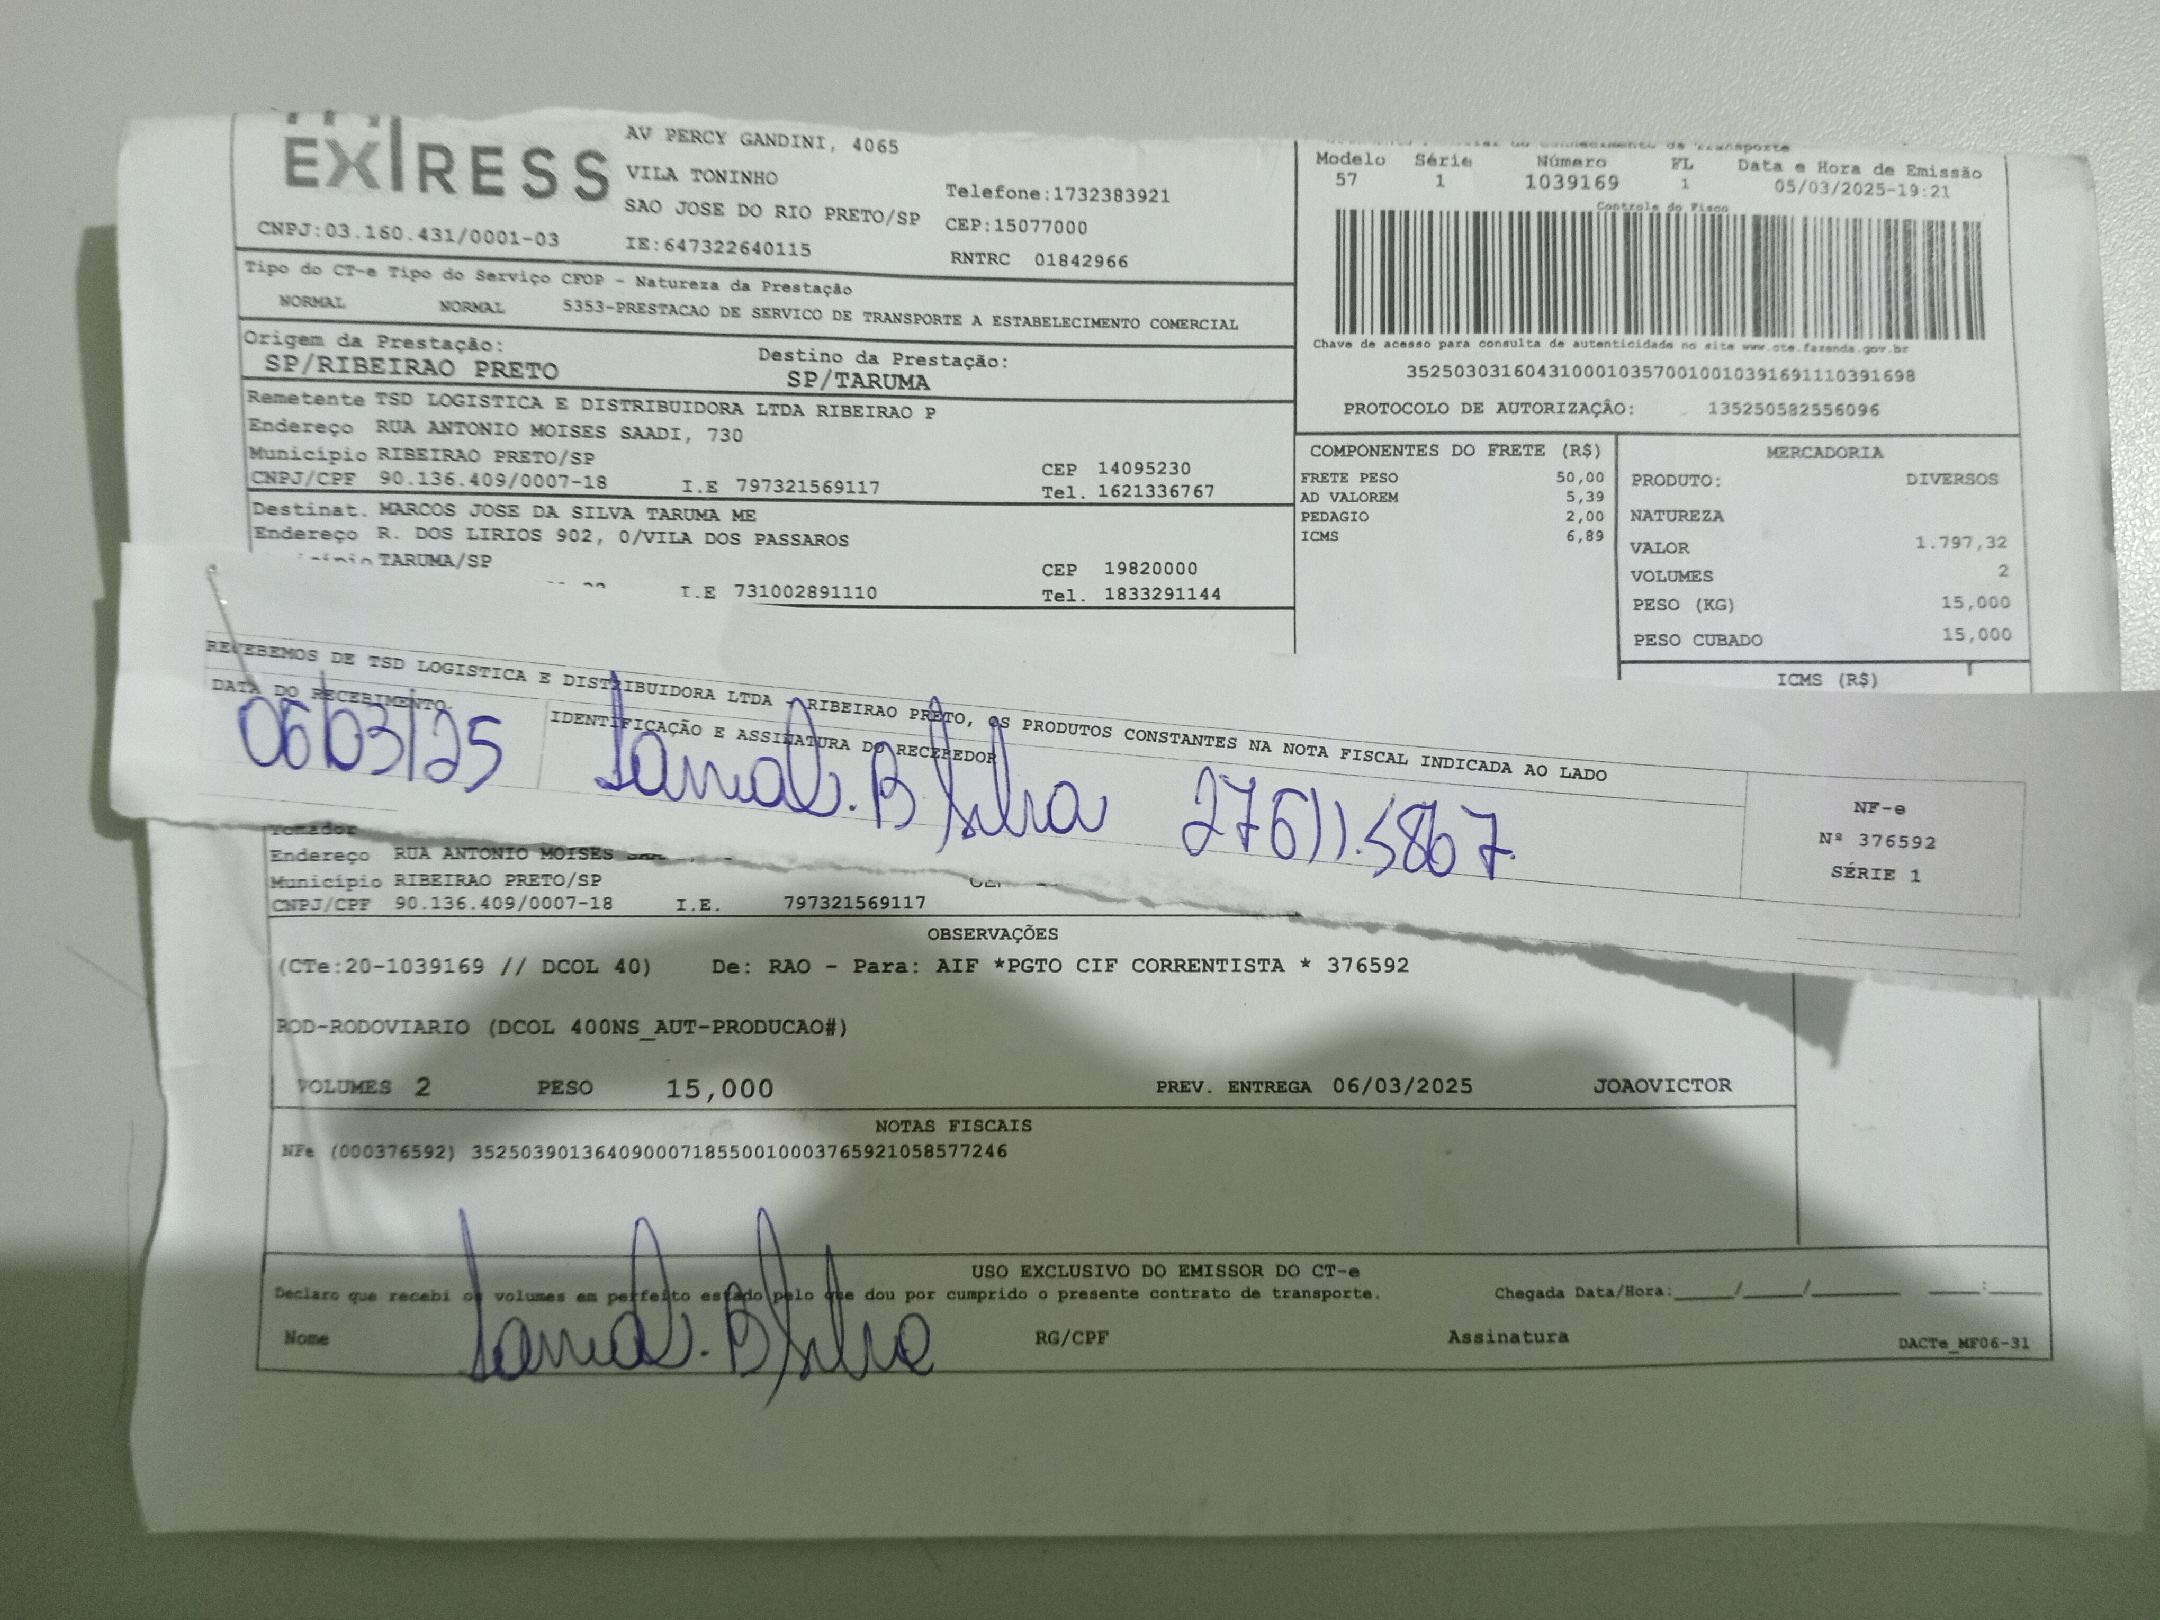 EXPRESS
AV PERCY GANDINI, 4065
VILA TONINHO
SAO JOSE DO RIO PRETO/SP
Telefone:1732383921
CEP:15077000
CNPJ:03.160.431/0001-03
IE:647322640115
RNTRC 01842966
Modelo Série Número FL Data e Hora de Emissão
57 1 1039169 1 05/03/2025-19:21
Controle do Fisco
Chave de acesso para consulta de autenticidade no site www.cte.fazenda.gov.br
35250303160431000103570010010391691110391698
PROTOCOLO DE AUTORIZAÇÃO: 135250582556096
Tipo do CT-e Tipo do Serviço CFOP - Natureza da Prestação
NORMAL NORMAL 5353-PRESTACAO DE SERVICO DE TRANSPORTE A ESTABELECIMENTO COMERCIAL
Origem da Prestação: Destino da Prestação:
SP/RIBEIRAO PRETO SP/TARUMA
Remetente TSD LOGISTICA E DISTRIBUIDORA LTDA RIBEIRAO P
Endereço RUA ANTONIO MOISES SAADI, 730
Município RIBEIRAO PRETO/SP CEP 14095230
CNPJ/CPF 90.136.409/0007-18 I.E 797321569117 Tel. 1621336767
Destinat. MARCOS JOSE DA SILVA TARUMA ME
Endereço R. DOS LIRIOS 902, 0/VILA DOS PASSAROS
TARUMA/SP CEP 19820000
I.E 731002891110 Tel. 1833291144
COMPONENTES DO FRETE (R$)
FRETE PESO 50,00
AD VALOREM 5,39
PEDAGIO 2,00
ICMS 6,89
MERCADORIA
PRODUTO: DIVERSOS
NATUREZA
VALOR 1.797,32
VOLUMES 2
PESO (KG) 15,000
PESO CUBADO 15,000
ICMS (R$)
RECEBEMOS DE TSD LOGISTICA E DISTRIBUIDORA LTDA - RIBEIRAO PRETO, OS PRODUTOS CONSTANTES NA NOTA FISCAL INDICADA AO LADO
DATA DO RECEBIMENTO
IDENTIFICAÇÃO E ASSINATURA DO RECEBEDOR
06/03/25
B Silva
NF-e
Nº 376592
SÉRIE 1
Tomador
Endereço RUA ANTONIO MOISES
Município RIBEIRAO PRETO/SP
CNPJ/CPF 90.136.409/0007-18 I.E. 797321569117
OBSERVAÇÕES
(CTe:20-1039169 // DCOL 40) De: RAO - Para: AIF *PGTO CIF CORRENTISTA * 376592
ROD-RODOVIARIO (DCOL 400NS_AUT-PRODUCAO#)
VOLUMES 2 PESO 15,000 PREV. ENTREGA 06/03/2025 JOAOVICTOR
NOTAS FISCAIS
NFe (000376592) 35250390136409000718550010003765921058577246
USO EXCLUSIVO DO EMISSOR DO CT-e
Declaro que recebi os volumes em perfeito estado pelo que dou por cumprido o presente contrato de transporte. Chegada Data/Hora:_____/_____/_______ ____:____
Nome B Silva RG/CPF Assinatura DACTe_MF06-31